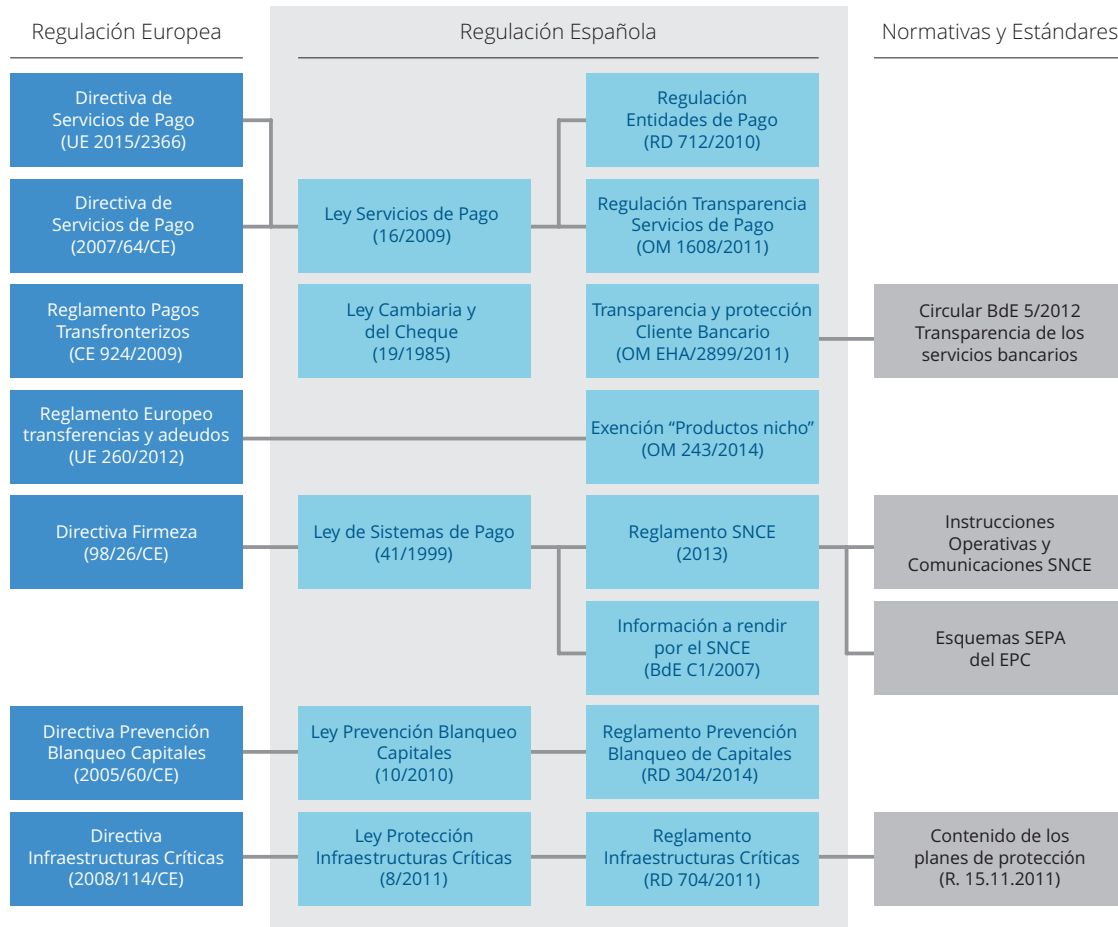 Regulación Europea
Regulación Española
Normativas y Estándares
Directiva de
Servicios de Pago
(UE 2015/2366)
Regulación
Entidades de Pago
(RD 712/2010)
Directiva de
Servicios de Pago
(2007/64/CE)
Ley Servicios de Pago
(16/2009)
Regulación Transparencia
Servicios de Pago
(OM 1608/2011)
Reglamento Pagos
Transfronterizos
(CE 924/2009)
Ley Cambiaria y
del Cheque
(19/1985)
Transparencia y protección
Cliente Bancario
(OM EHA/2899/2011)
Circular BdE 5/2012
Transparencia de los
servicios bancarios
Reglamento Europeo
transferencias y adeudos
(UE 260/2012)
Exención “Productos nicho”
(OM 243/2014)
Directiva Firmeza
(98/26/CE)
Ley de Sistemas de Pago
(41/1999)
Reglamento SNCE
(2013)
Instrucciones
Operativas y
Comunicaciones SNCE
Información a rendir
por el SNCE
(BdE C1/2007)
Esquemas SEPA
del EPC
Directiva Prevención
Blanqueo Capitales
(2005/60/CE)
Ley Prevención Blanqueo
Capitales
(10/2010)
Reglamento Prevención
Blanqueo de Capitales
(RD 304/2014)
Directiva
Infraestructuras Críticas
(2008/114/CE)
Ley Protección
Infraestructuras Críticas
(8/2011)
Reglamento
Infraestructuras Críticas
(RD 704/2011)
Contenido de los
planes de protección
(R. 15.11.2011)